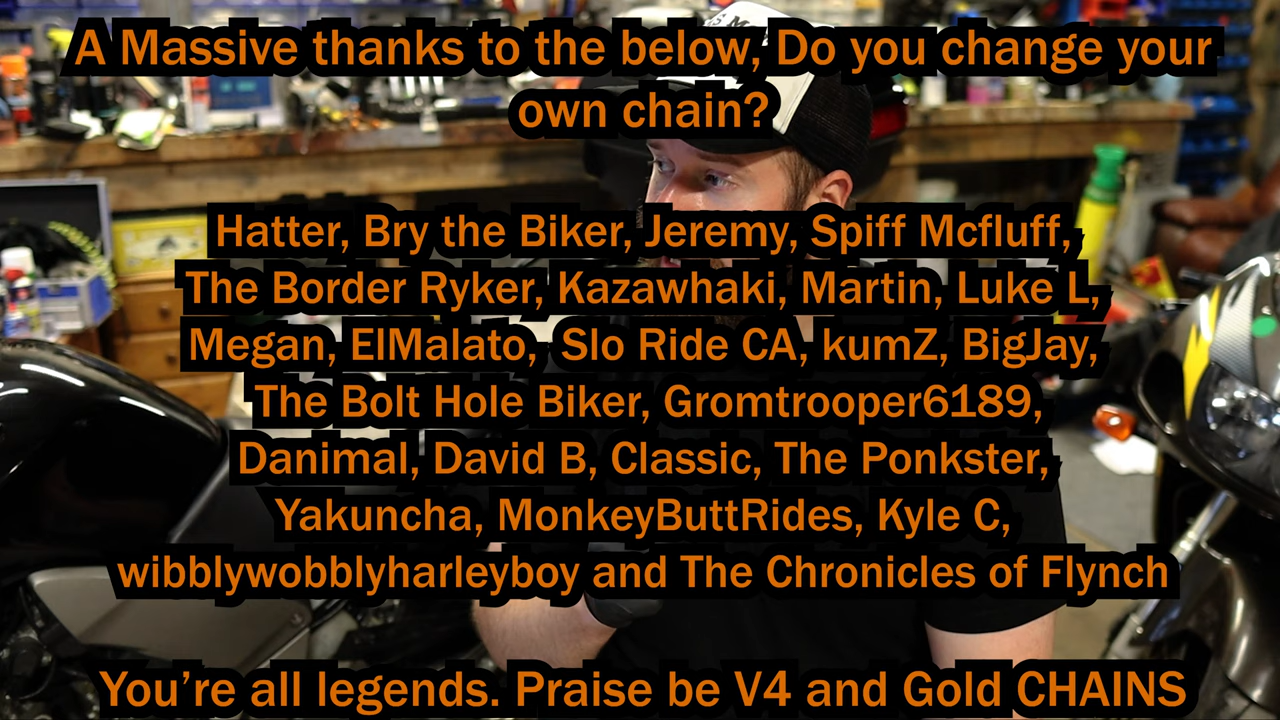 A Massive thanks to the below, Do you change your
own chain?
Hatter, Bry the Biker, Jeremy, Spiff Mcfluff,
The Border Ryker, Kazawhaki, Martin, Luke L,
Megan, ElMalato, Slo Ride CA, kumZ, BigJay,
The Bolt Hole Biker, Gromtrooper6189,
Danimal, David B, Classic, The Ponkster,
Yakuncha, MonkeyButtRides, Kyle C,
wibblywobblyharleyboy and The Chronicles of Flynch
You’re all legends. Praise be V4 and Gold CHAINS